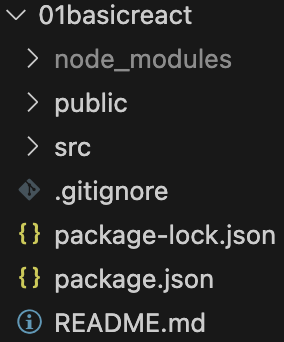 01basicreact
node_modules
public
src
.gitignore
package-lock.json
package.json
README.md